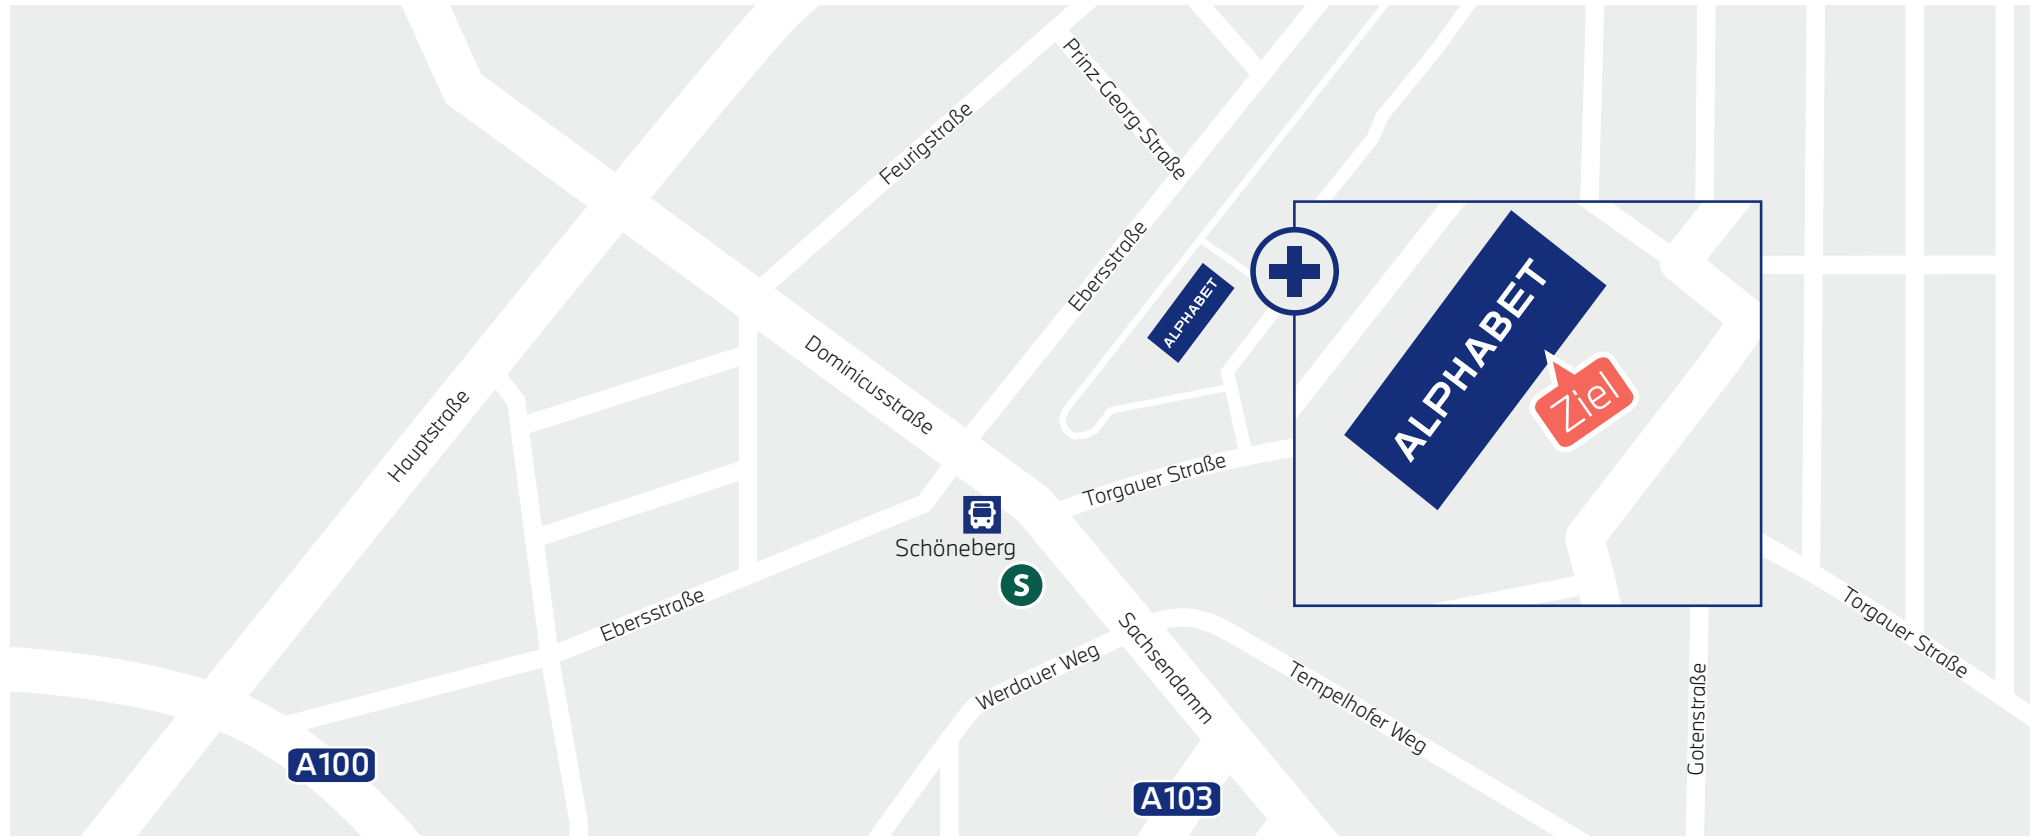 Prinz-Georg-Straße
Feurigstraße
Ebersstraße
ALPHABET
ALPHABET
Ziel
Dominicusstraße
Hauptstraße
Torgauer Straße
Schöneberg
S
Ebersstraße
Sachsendamm
Werdauer Weg
Tempelhofer Weg
Torgauer Straße
Gotenstraße
A100
A103